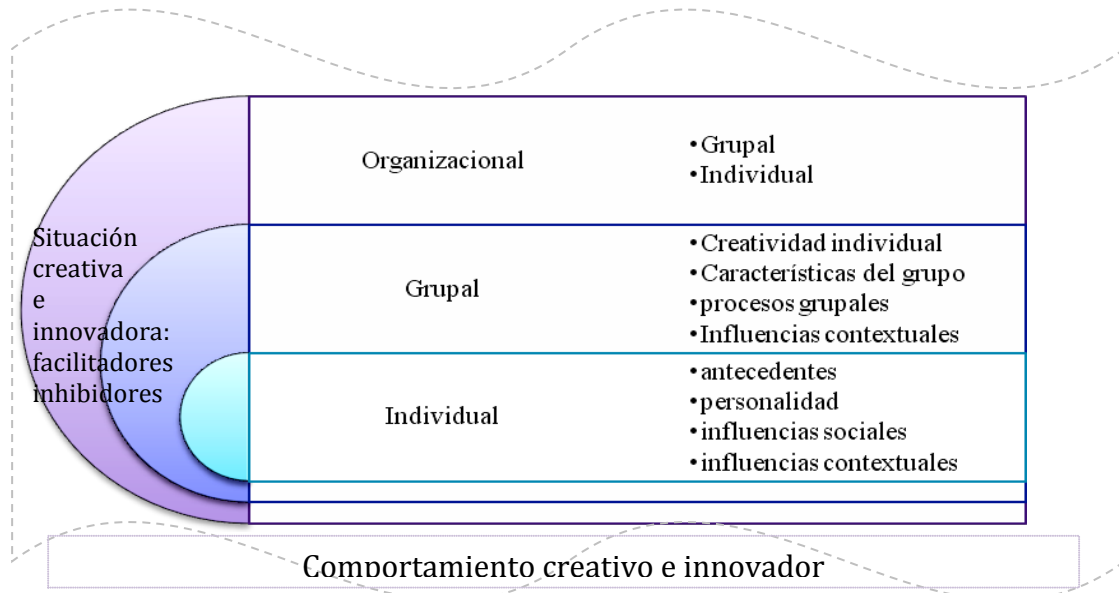 Situación
creativa
e
innovadora:
facilitadores
inhibidores
Organizacional
•Grupal
•Individual
Grupal
•Creatividad individual
•Características del grupo
•procesos grupales
•Influencias contextuales
Individual
•antecedentes
•personalidad
•influencias sociales
•influencias contextuales
Comportamiento creativo e innovador